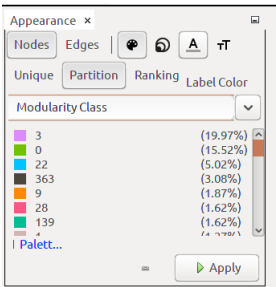 Appearance ×
Nodes Edges A T
Unique Partition Ranking Label Color
Modularity Class
3 (19.97%)
0 (15.52%)
22 (5.02%)
363 (3.08%)
9 (1.87%)
28 (1.62%)
139 (1.62%)
Palett...
Apply